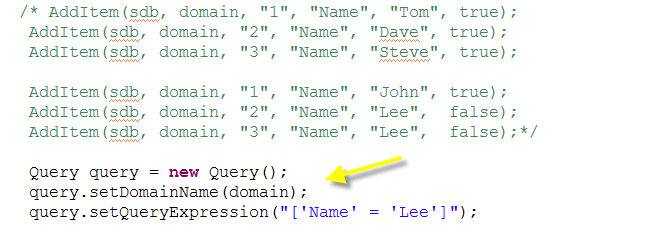 /* AddItem(sdb, domain, "1", "Name", "Tom", true);
AddItem(sdb, domain, "2", "Name", "Dave", true);
AddItem(sdb, domain, "3", "Name", "Steve", true);
AddItem(sdb, domain, "1", "Name", "John", true);
AddItem(sdb, domain, "2", "Name", "Lee",  false);
AddItem(sdb, domain, "3", "Name", "Lee",  false);*/
Query query = new Query();
query.setDomainName(domain);
query.setQueryExpression("['Name' = 'Lee']");